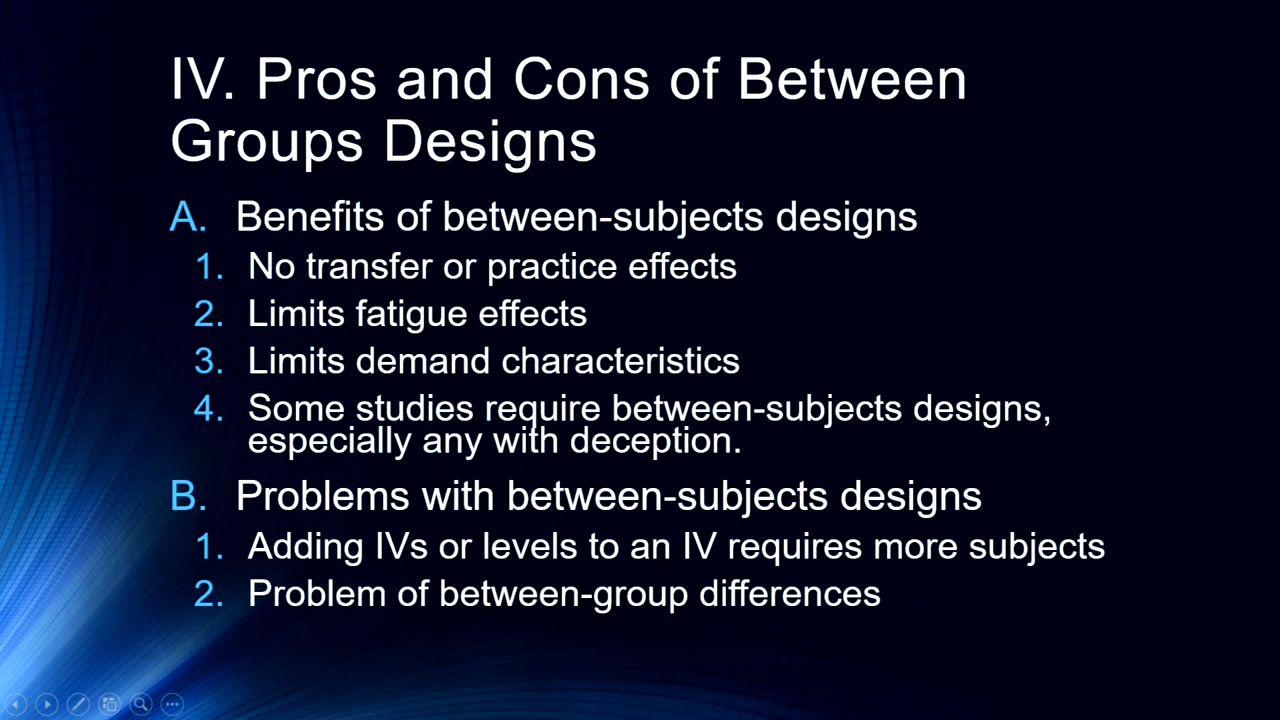 IV. Pros and Cons of Between
Groups Designs
A. Benefits of between-subjects designs
1. No transfer or practice effects
2. Limits fatigue effects
3. Limits demand characteristics
4. Some studies require between-subjects designs,
especially any with deception.
B. Problems with between-subjects designs
1. Adding IVs or levels to an IV requires more subjects
2. Problem of between-group differences